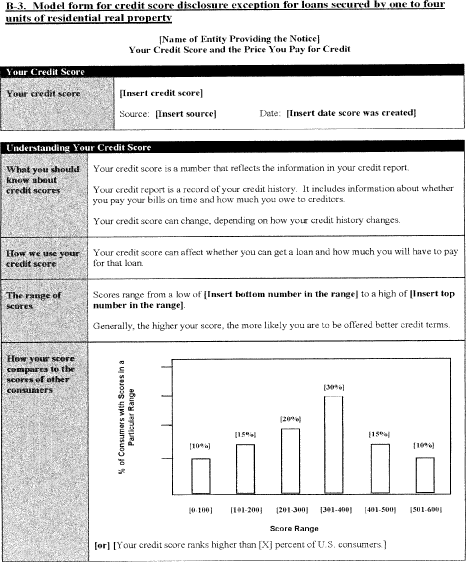 B-3. Model form for credit score disclosure exception for loans secured by one to four
units of residential real property
[Name of Entity Providing the Notice]
Your Credit Score and the Price You Pay for Credit
Your Credit Score
Your credit score
[Insert credit score]
Source: [Insert source] Date: [Insert date score was created]
Understanding Your Credit Score
What you should
know about
credit scores
Your credit score is a number that reflects the information in your credit report.
Your credit report is a record of your credit history. It includes information about whether
you pay your bills on time and how much you owe to creditors.
Your credit score can change, depending on how your credit history changes.
How we use your
credit score
Your credit score can affect whether you can get a loan and how much you will have to pay
for that loan.
The range of
scores
Scores range from a low of [Insert bottom number in the range] to a high of [Insert top
number in the range].
Generally, the higher your score, the more likely you are to be offered better credit terms.
How your score
compares to the
scores of other
consumers
% of Consumers with Scores in a
Particular Range
[10%] [15%] [20%] [30%] [15%] [10%]
[0-100] [101-200] [201-300] [301-400] [401-500] [501-600]
Score Range
[or] [Your credit score ranks higher than [X] percent of U.S. consumers.]